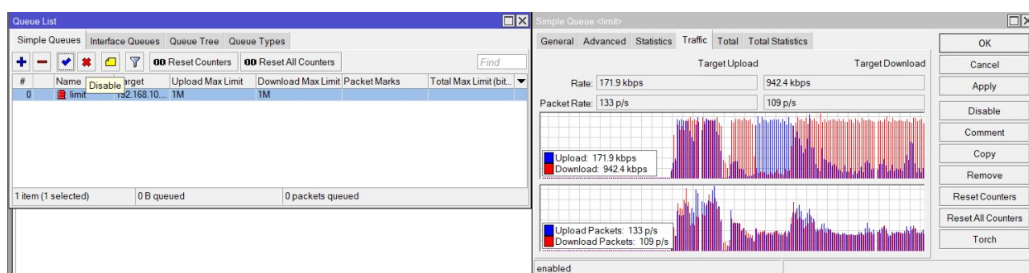 Queue List
Simple Queues Interface Queues Queue Tree Queue Types
00 Reset Counters 00 Reset All Counters Find
# Name Target Upload Max Limit Download Max Limit Packet Marks Total Max Limit (bit...
0 limit 192.168.10... 1M 1M
Disable
1 item (1 selected) 0 B queued 0 packets queued
Simple Queue <limit>
General Advanced Statistics Traffic Total Total Statistics
Target Upload Target Download
Rate: 171.9 kbps 942.4 kbps
Packet Rate: 133 p/s 109 p/s
Upload: 171.9 kbps
Download: 942.4 kbps
Upload Packets: 133 p/s
Download Packets: 109 p/s
enabled
OK
Cancel
Apply
Disable
Comment
Copy
Remove
Reset Counters
Reset All Counters
Torch